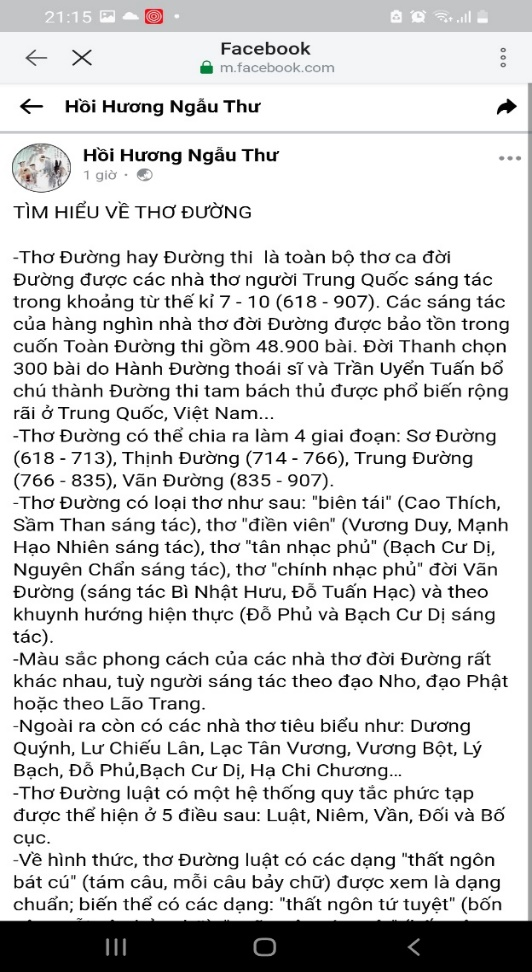 21:15
Facebook
m.facebook.com
Hồi Hương Ngẫu Thư
Hồi Hương Ngẫu Thư
1 giờ ·
TÌM HIỂU VỀ THƠ ĐƯỜNG
-Thơ Đường hay Đường thi là toàn bộ thơ ca đời
Đường được các nhà thơ người Trung Quốc sáng tác
trong khoảng từ thế kỉ 7 - 10 (618 - 907). Các sáng tác
của hàng nghìn nhà thơ đời Đường được bảo tồn trong
cuốn Toàn Đường thi gồm 48.900 bài. Đời Thanh chọn
300 bài do Hành Đường thoái sĩ và Trần Uyển Tuấn bổ
chú thành Đường thi tam bách thủ được phổ biến rộng
rãi ở Trung Quốc, Việt Nam...
-Thơ Đường có thể chia ra làm 4 giai đoạn: Sơ Đường
(618 - 713), Thịnh Đường (714 - 766), Trung Đường
(766 - 835), Vãn Đường (835 - 907).
-Thơ Đường có loại thơ như sau: "biên tái" (Cao Thích,
Sầm Than sáng tác), thơ "điền viên" (Vương Duy, Mạnh
Hạo Nhiên sáng tác), thơ "tân nhạc phủ" (Bạch Cư Dị,
Nguyên Chẩn sáng tác), thơ "chính nhạc phủ" đời Vãn
Đường (sáng tác Bì Nhật Hưu, Đỗ Tuấn Hạc) và theo
khuynh hướng hiện thực (Đỗ Phủ và Bạch Cư Dị sáng
tác).
-Màu sắc phong cách của các nhà thơ đời Đường rất
khác nhau, tuỳ người sáng tác theo đạo Nho, đạo Phật
hoặc theo Lão Trang.
-Ngoài ra còn có các nhà thơ tiêu biểu như: Dương
Quýnh, Lư Chiếu Lân, Lạc Tân Vương, Vương Bột, Lý
Bạch, Đỗ Phủ,Bạch Cư Dị, Hạ Chi Chương...
-Thơ Đường luật có một hệ thống quy tắc phức tạp
được thể hiện ở 5 điều sau: Luật, Niêm, Vần, Đối và Bố
cục.
-Về hình thức, thơ Đường luật có các dạng "thất ngôn
bát cú" (tám câu, mỗi câu bảy chữ) được xem là dạng
chuẩn; biến thể có các dạng: "thất ngôn tứ tuyệt" (bốn